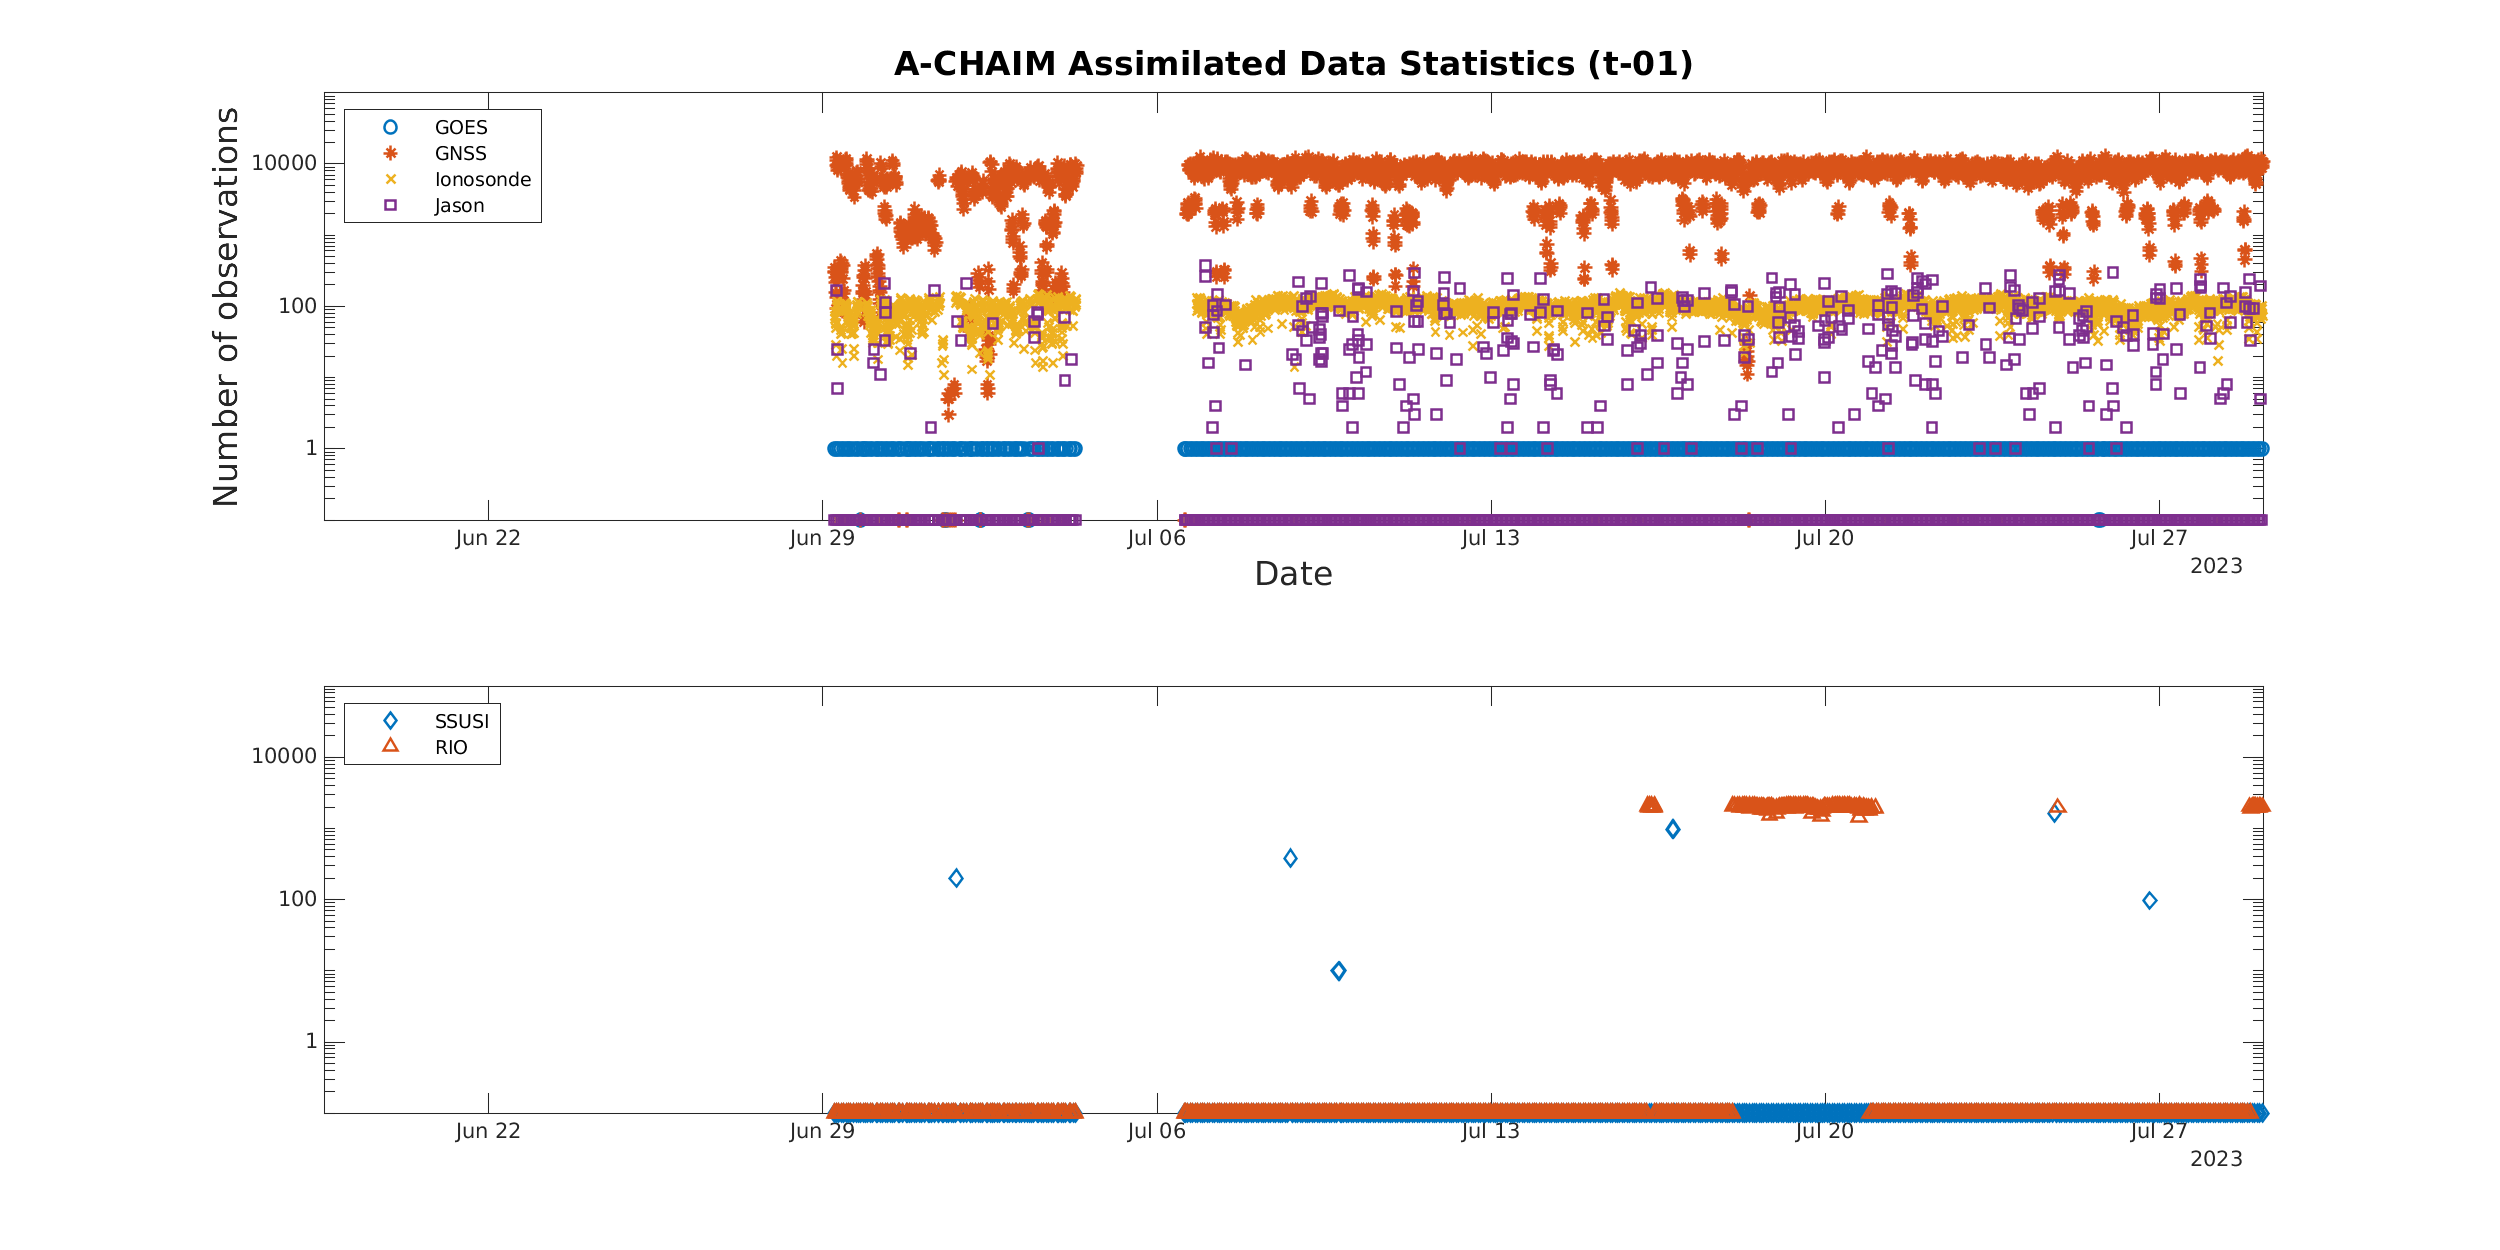 A-CHAIM Assimilated Data Statistics (t-01)
Number of observations
10000
100
1
GOES
GNSS
Ionosonde
Jason
Jun 22
Jun 29
Jul 06
Jul 13
Jul 20
Jul 27
2023
Date
10000
100
1
SSUSI
RIO
Jun 22
Jun 29
Jul 06
Jul 13
Jul 20
Jul 27
2023